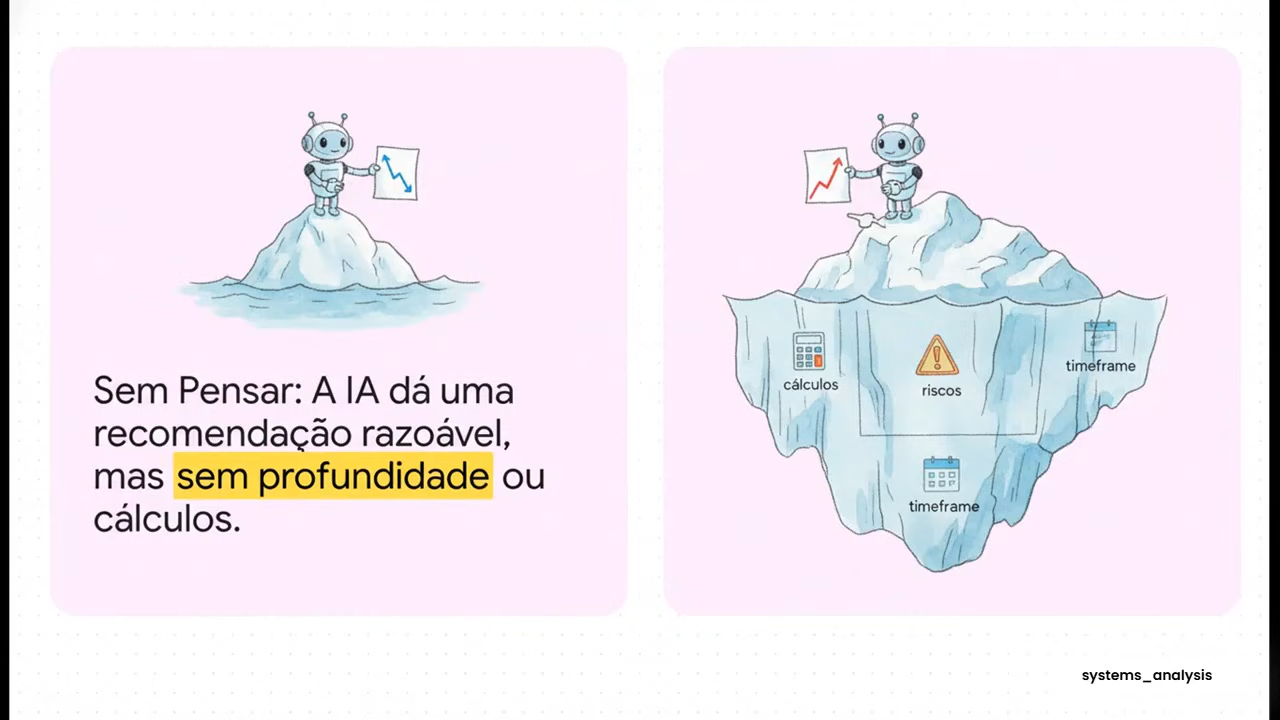 Sem Pensar: A IA dá uma
recomendação razoável,
mas sem profundidade ou
cálculos.
cálculos
riscos
timeframe
timeframe
systems_analysis